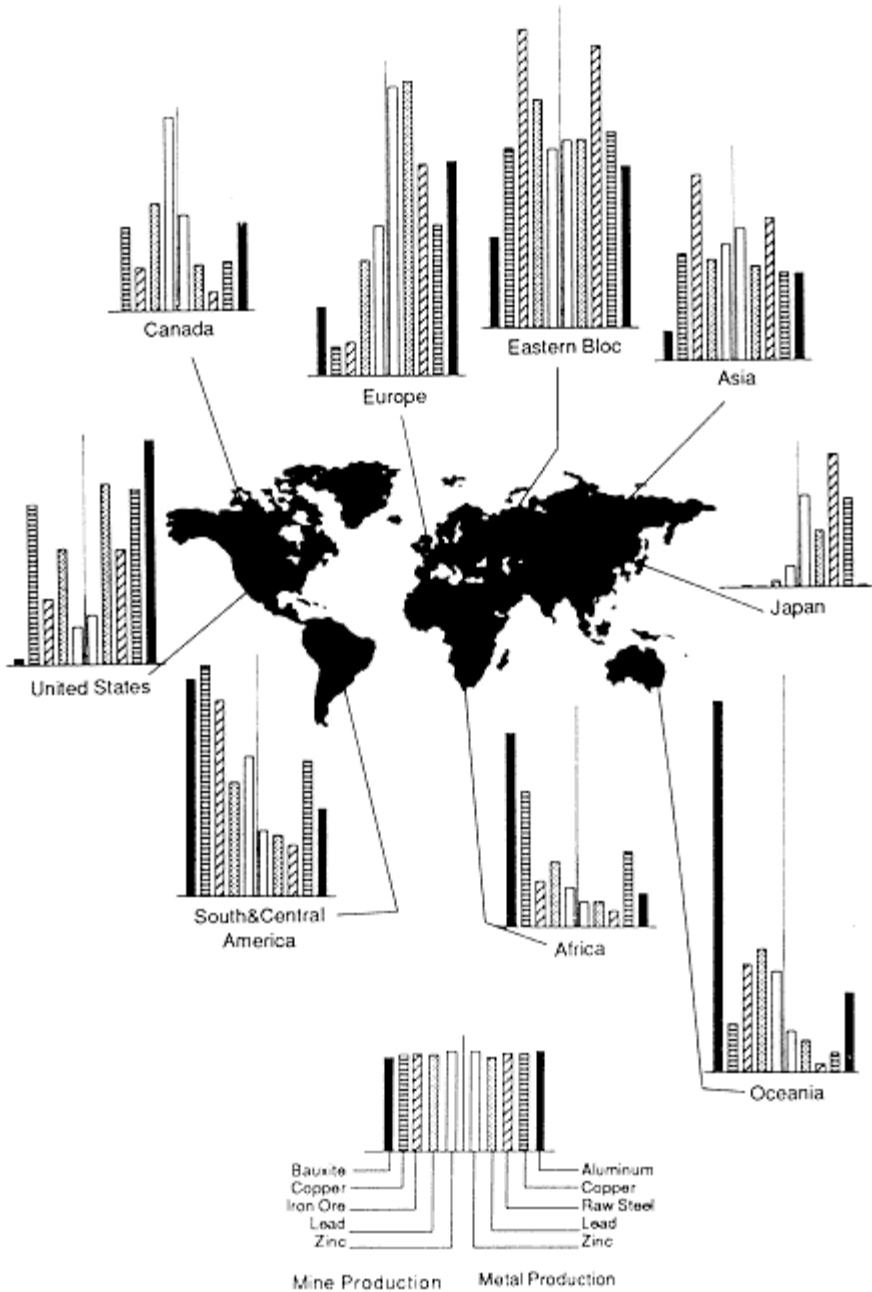 Canada
Europe
Eastern Bloc
Asia
Japan
United States
South&Central
America
Africa
Oceania
Bauxite
Copper
Iron Ore
Lead
Zinc
Aluminum
Copper
Raw Steel
Lead
Zinc
Mine Production
Metal Production